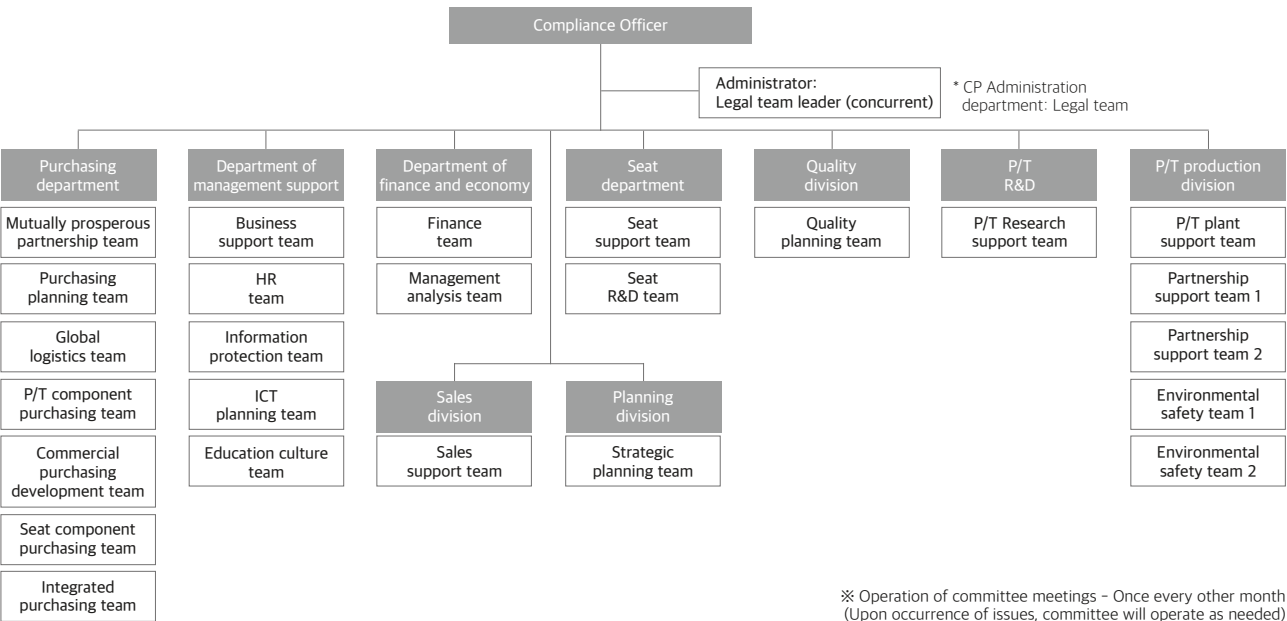 Compliance Officer
Administrator:
Legal team leader (concurrent)
* CP Administration
department: Legal team
Purchasing
department
Mutually prosperous
partnership team
Purchasing
planning team
Global
logistics team
P/T component
purchasing team
Commercial
purchasing
development team
Seat component
purchasing team
Integrated
purchasing team
Department of
management support
Business
support team
HR
team
Information
protection team
ICT
planning team
Education culture
team
Department of
finance and economy
Finance
team
Management
analysis team
Sales
division
Sales
support team
Seat
department
Seat
support team
Seat
R&D team
Planning
division
Strategic
planning team
Quality
division
Quality
planning team
P/T
R&D
P/T Research
support team
P/T production
division
P/T plant
support team
Partnership
support team 1
Partnership
support team 2
Environmental
safety team 1
Environmental
safety team 2
※ Operation of committee meetings – Once every other month
(Upon occurrence of issues, committee will operate as needed)